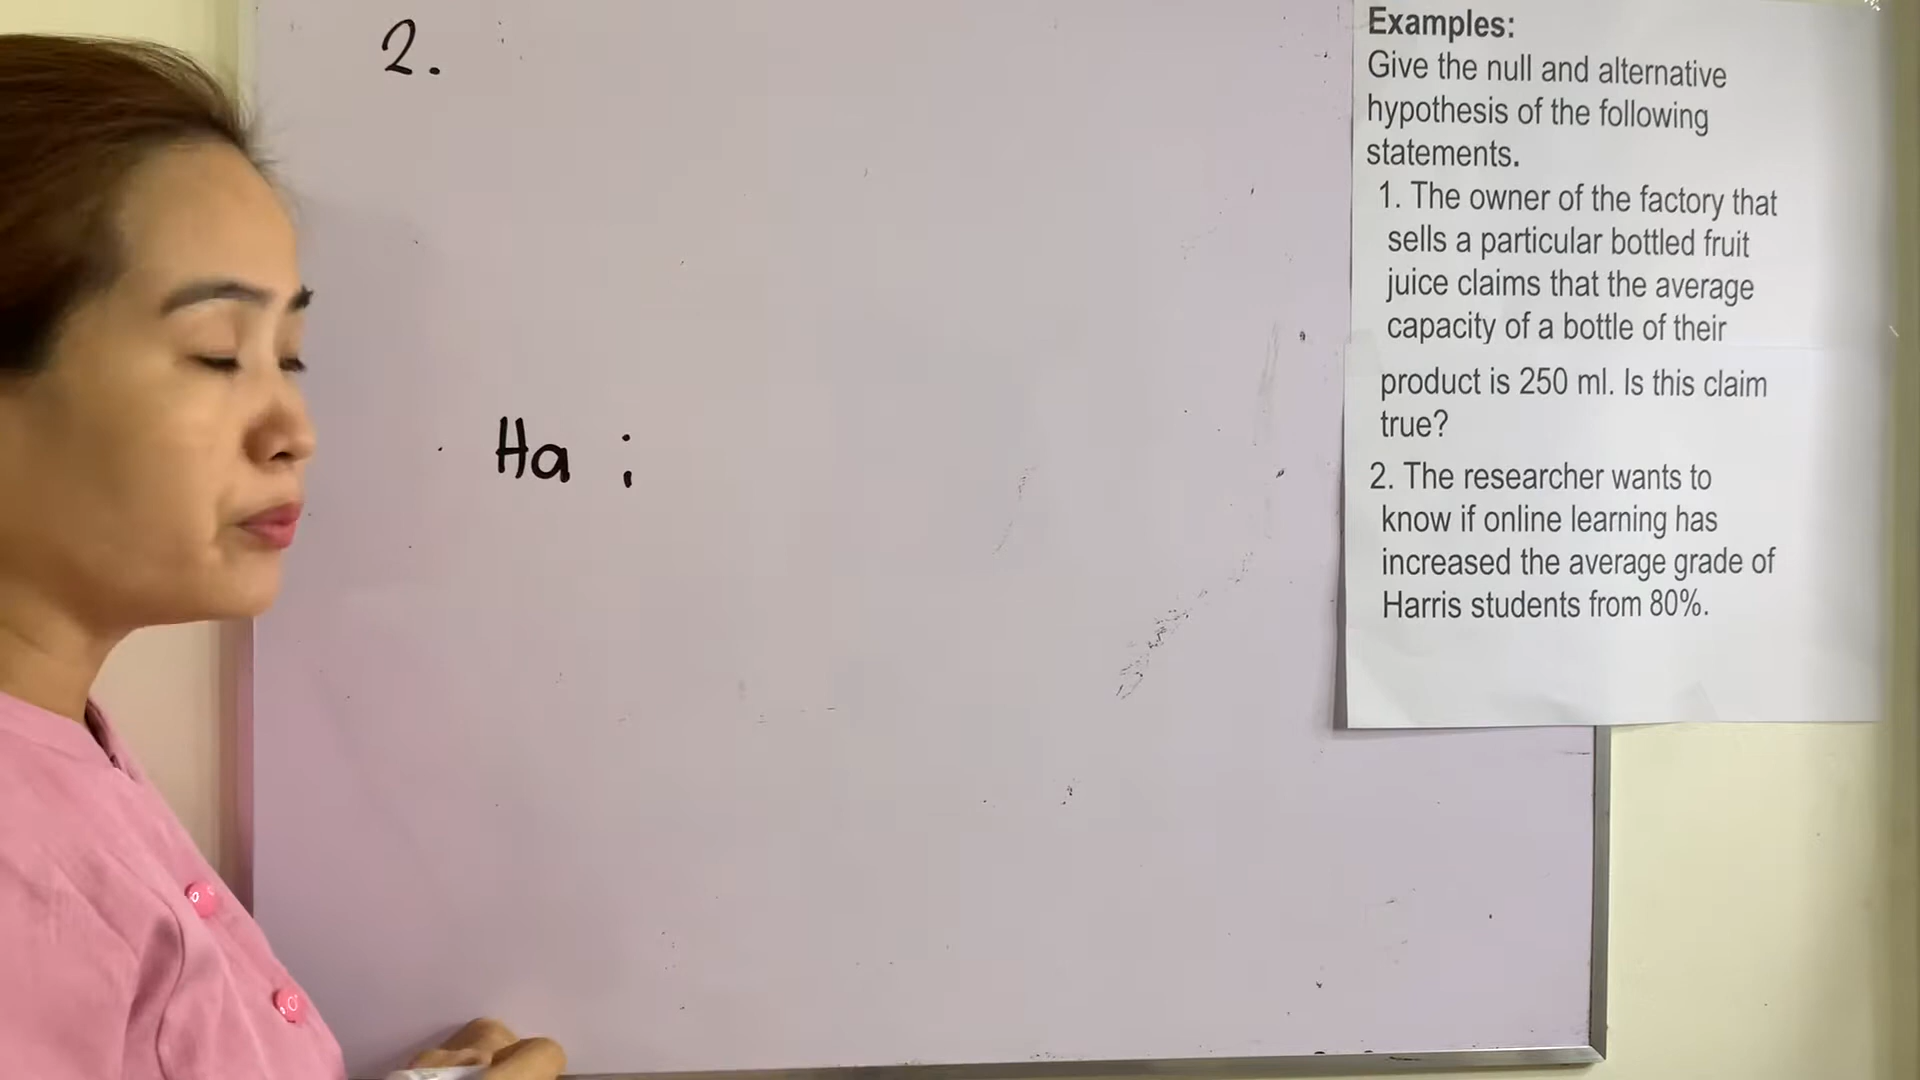 2.
Ha :
Examples:
Give the null and alternative
hypothesis of the following
statements.
1. The owner of the factory that
sells a particular bottled fruit
juice claims that the average
capacity of a bottle of their
product is 250 ml. Is this claim
true?
2. The researcher wants to
know if online learning has
increased the average grade of
Harris students from 80%.